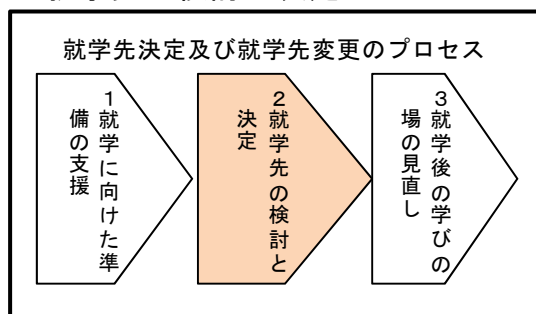 就学先決定及び就学先変更のプロセス
１就学に向けた準
備の支援
２就学先の検討と
決定
３就学後の学びの
場の見直し